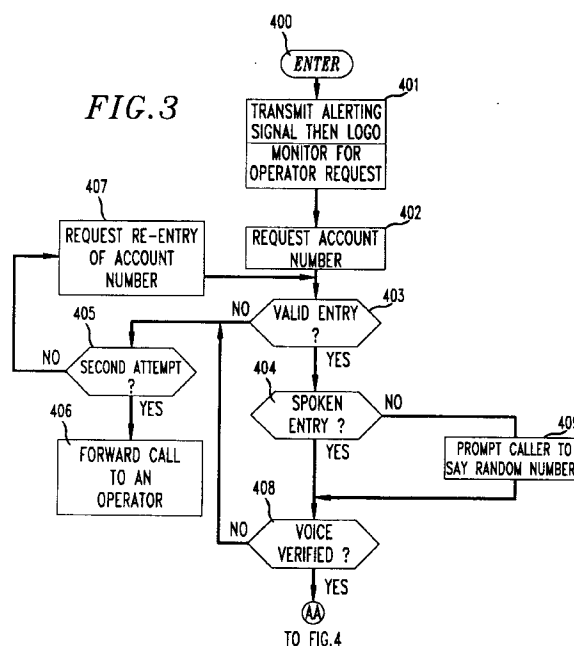 FIG.3
400
ENTER
401
TRANSMIT ALERTING
SIGNAL THEN LOGO
MONITOR FOR
OPERATOR REQUEST
407
REQUEST RE-ENTRY
OF ACCOUNT
NUMBER
402
REQUEST ACCOUNT
NUMBER
403
VALID ENTRY
?
NO
YES
405
SECOND ATTEMPT
?
NO
YES
404
SPOKEN
ENTRY ?
NO
YES
406
FORWARD CALL
TO AN
OPERATOR
PROMPT CALLER TO
SAY RANDOM NUMBER
408
VOICE
VERIFIED ?
NO
YES
AA
TO FIG.4